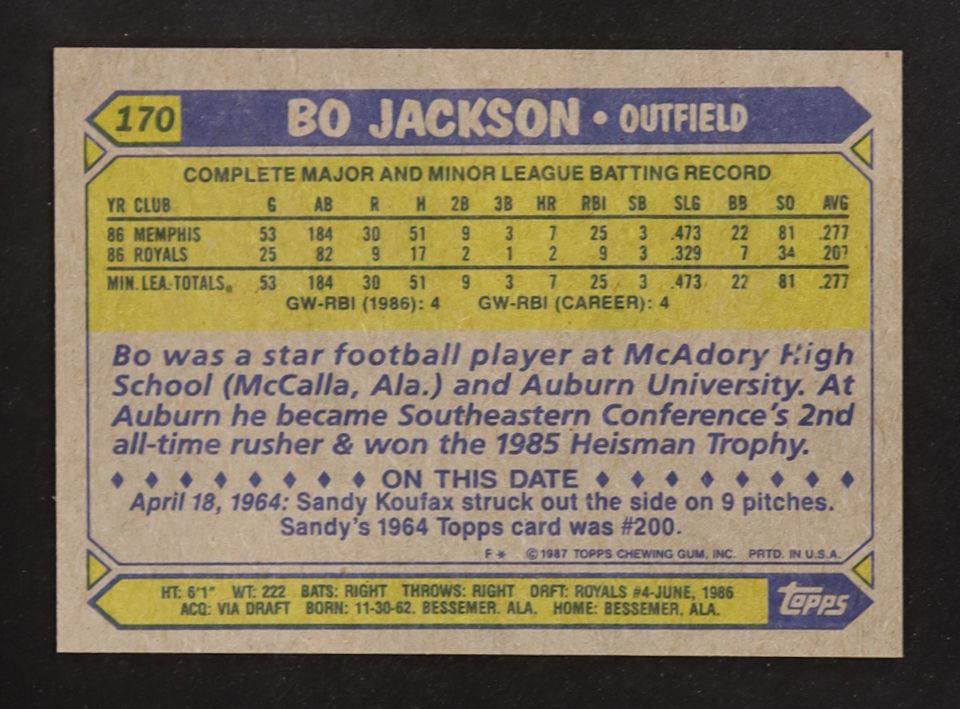 170 BO JACKSON • OUTFIELD
COMPLETE MAJOR AND MINOR LEAGUE BATTING RECORD
YR CLUB G AB R H 2B 3B HR RBI SB SLG BB SO AVG
86 MEMPHIS 53 184 30 51 9 3 7 25 3 .473 22 81 .277
86 ROYALS 25 82 9 17 2 1 2 9 3 .329 7 34 .207
MIN. LEA. TOTALS 53 184 30 51 9 3 7 25 3 .473 22 81 .277
GW-RBI (1986): 4 GW-RBI (CAREER): 4
Bo was a star football player at McAdory High
School (McCalla, Ala.) and Auburn University. At
Auburn he became Southeastern Conference's 2nd
all-time rusher & won the 1985 Heisman Trophy.
♦ ♦ ♦ ♦ ♦ ♦ ♦ ♦ ON THIS DATE ♦ ♦ ♦ ♦ ♦ ♦ ♦ ♦
April 18, 1964: Sandy Koufax struck out the side on 9 pitches.
Sandy's 1964 Topps card was #200.
F* ©1987 TOPPS CHEWING GUM, INC. PRTD. IN U.S.A.
HT: 6'1" WT: 222 BATS: RIGHT THROWS: RIGHT DRFT: ROYALS #4-JUNE, 1986
ACQ: VIA DRAFT BORN: 11-30-62, BESSEMER, ALA. HOME: BESSEMER, ALA.
topps